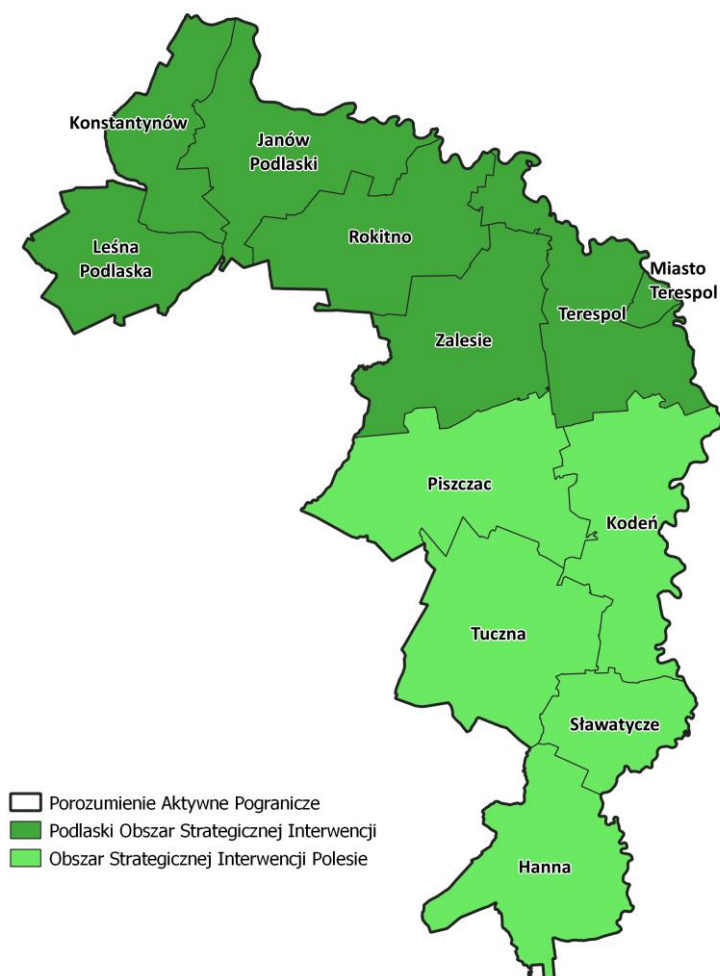 Konstantynów
Janów
Podlaski
Leśna
Podlaska
Rokitno
Miasto
Terespol
Terespol
Zalesie
Piszczac
Kodeń
Tuczna
Sławatycze
Hanna
Porozumienie Aktywne Pogranicze
Podlaski Obszar Strategicznej Interwencji
Obszar Strategicznej Interwencji Polesie